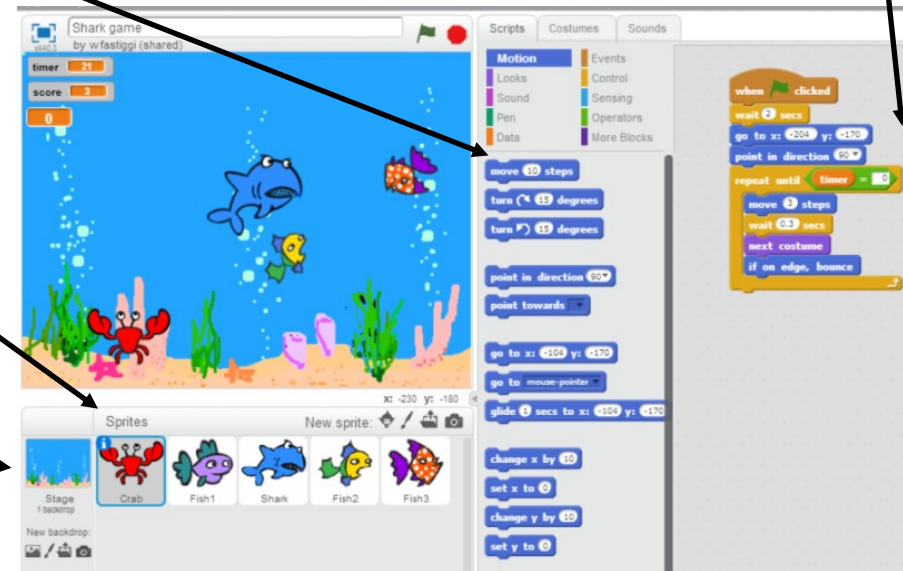 Shark game
by wfastiggi (shared)
v440.3
timer 21
score 3
0
x: -230 y: -180
Sprites
New sprite:
Stage
1 backdrop
New backdrop:
Crab
Fish1
Shark
Fish2
Fish3
Scripts
Costumes
Sounds
Motion
Events
Looks
Control
Sound
Sensing
Pen
Operators
Data
More Blocks
move 10 steps
turn 15 degrees
turn 15 degrees
point in direction 90
point towards
go to x: -104 y: -170
go to mouse-pointer
glide 1 secs to x: -104 y: -170
change x by 10
set x to 0
change y by 10
set y to 0
when clicked
wait 2 secs
go to x: -204 y: -170
point in direction 90
repeat until timer = 0
move 3 steps
wait 0.3 secs
next costume
if on edge, bounce